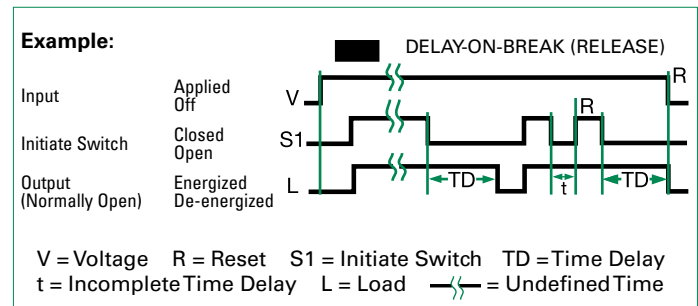 Example:
DELAY-ON-BREAK (RELEASE)
Input
Applied
Off
V
R
Initiate Switch
Closed
Open
S1
R
Output
(Normally Open)
Energized
De-energized
L
TD
t
TD
V = Voltage R = Reset S1 = Initiate Switch TD = Time Delay
t = Incomplete Time Delay L = Load = Undefined Time